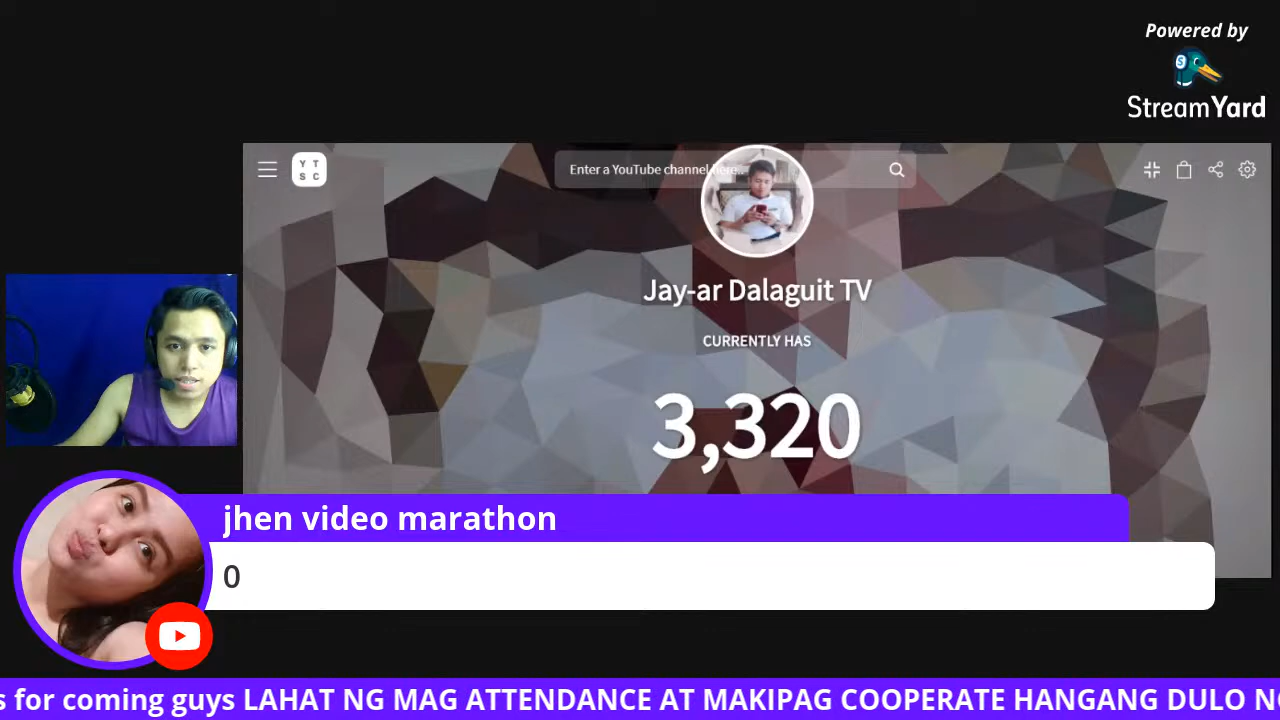 Powered by
StreamYard
Y T
S C
Enter a YouTube channel here...
Jay-ar Dalaguit TV
CURRENTLY HAS
3,320
jhen video marathon
0
s for coming guys LAHAT NG MAG ATTENDANCE AT MAKIPAG COOPERATE HANGANG DULO N